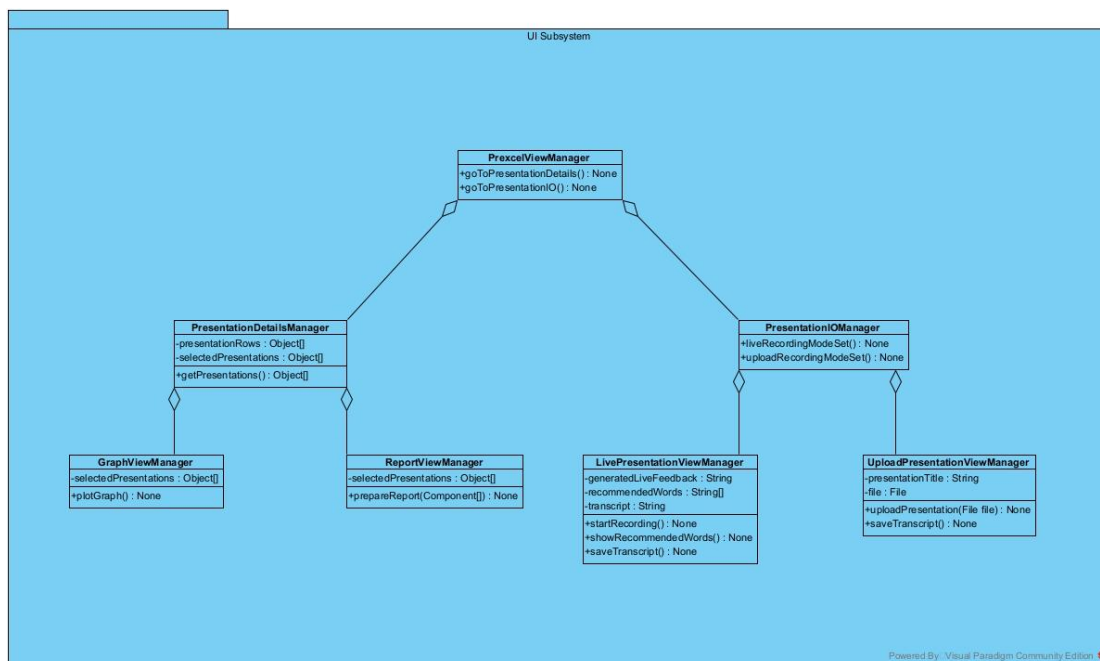 UI Subsystem
PrexcelViewManager
+goToPresentationDetails() : None
+goToPresentationIO() : None
PresentationDetailsManager
-presentationRows : Object[]
-selectedPresentations : Object[]
+getPresentations() : Object[]
PresentationIOManager
+liveRecordingModeSet() : None
+uploadRecordingModeSet() : None
GraphViewManager
-selectedPresentations : Object[]
+plotGraph() : None
ReportViewManager
-selectedPresentations : Object[]
+prepareReport(Component[]) : None
LivePresentationViewManager
-generatedLiveFeedback : String
-recommendedWords : String[]
-transcript : String
+startRecording() : None
+showRecommendedWords() : None
+saveTranscript() : None
UploadPresentationViewManager
-presentationTitle : String
-file : File
+uploadPresentation(File file) : None
+saveTranscript() : None
Powered By Visual Paradigm Community Edition